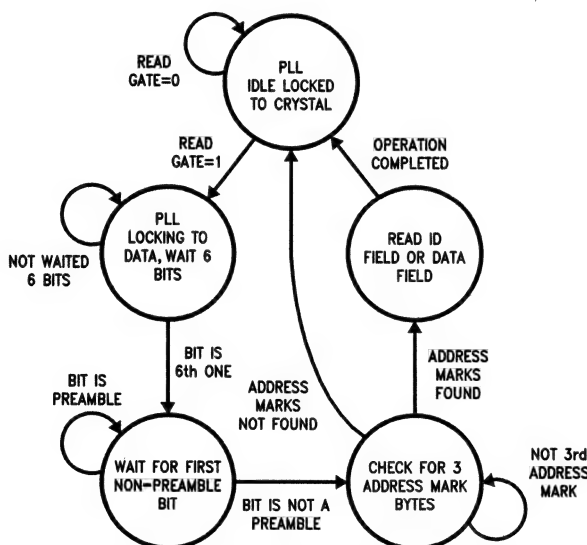 READ
GATE=0
PLL
IDLE LOCKED
TO CRYSTAL
READ
GATE=1
OPERATION
COMPLETED
PLL
LOCKING TO
DATA, WAIT 6
BITS
NOT WAITED
6 BITS
READ ID
FIELD OR DATA
FIELD
BIT IS
6th ONE
ADDRESS
MARKS
NOT FOUND
ADDRESS
MARKS
FOUND
BIT IS
PREAMBLE
WAIT FOR FIRST
NON-PREAMBLE
BIT
BIT IS NOT A
PREAMBLE
CHECK FOR 3
ADDRESS MARK
BYTES
NOT 3rd
ADDRESS
MARK